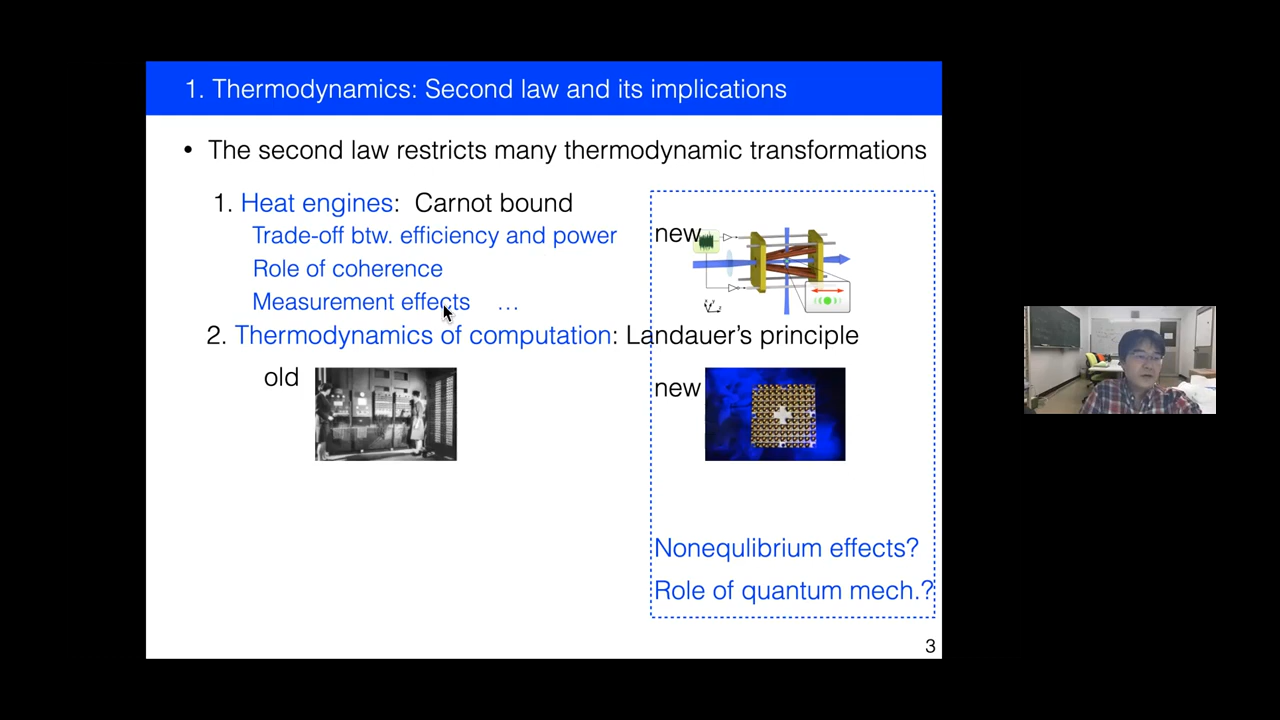 1. Thermodynamics: Second law and its implications
• The second law restricts many thermodynamic transformations
1. Heat engines: Carnot bound
Trade-off btw. efficiency and power
new
Role of coherence
Measurement effects …
2. Thermodynamics of computation: Landauer’s principle
old
new
Nonequlibrium effects?
Role of quantum mech.?
3